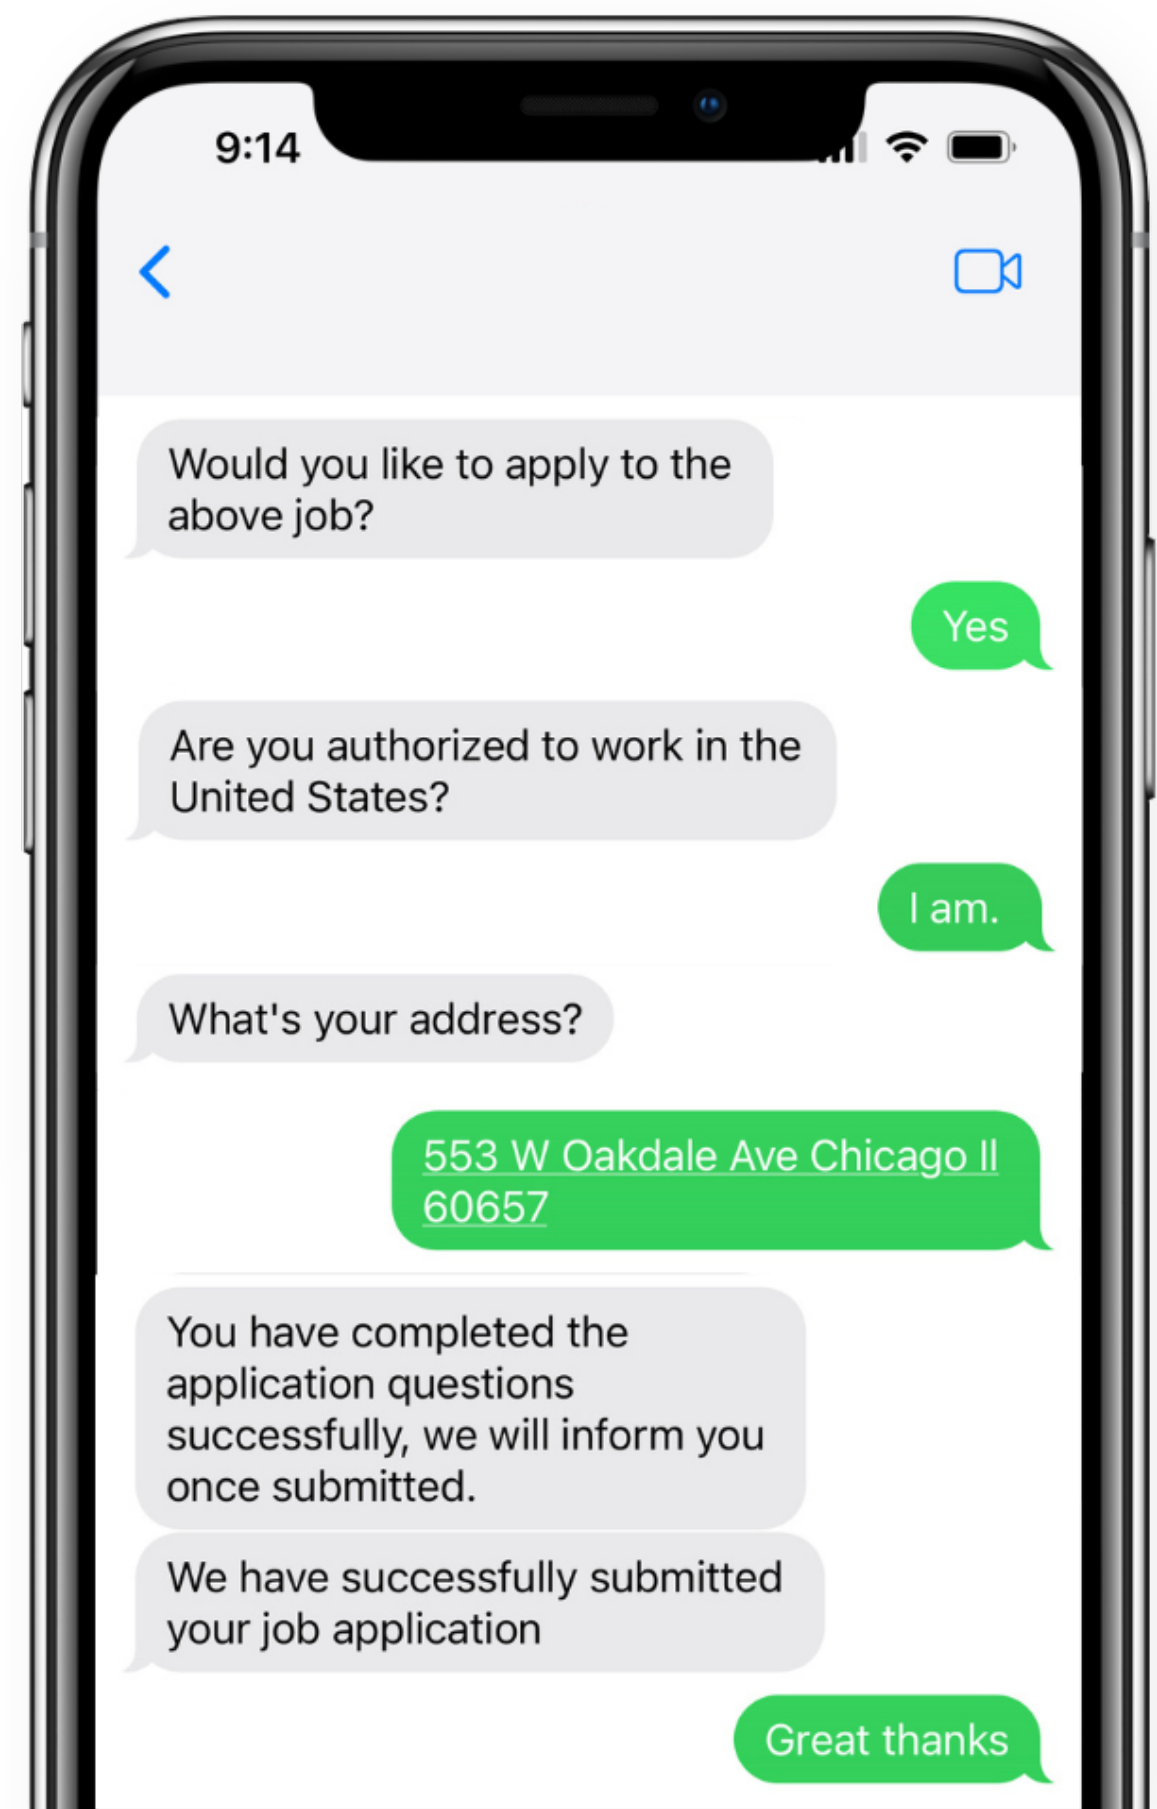 9:14
Would you like to apply to the
above job?
Yes
Are you authorized to work in the
United States?
I am.
What's your address?
553 W Oakdale Ave Chicago Il
60657
You have completed the
application questions
successfully, we will inform you
once submitted.
We have successfully submitted
your job application
Great thanks